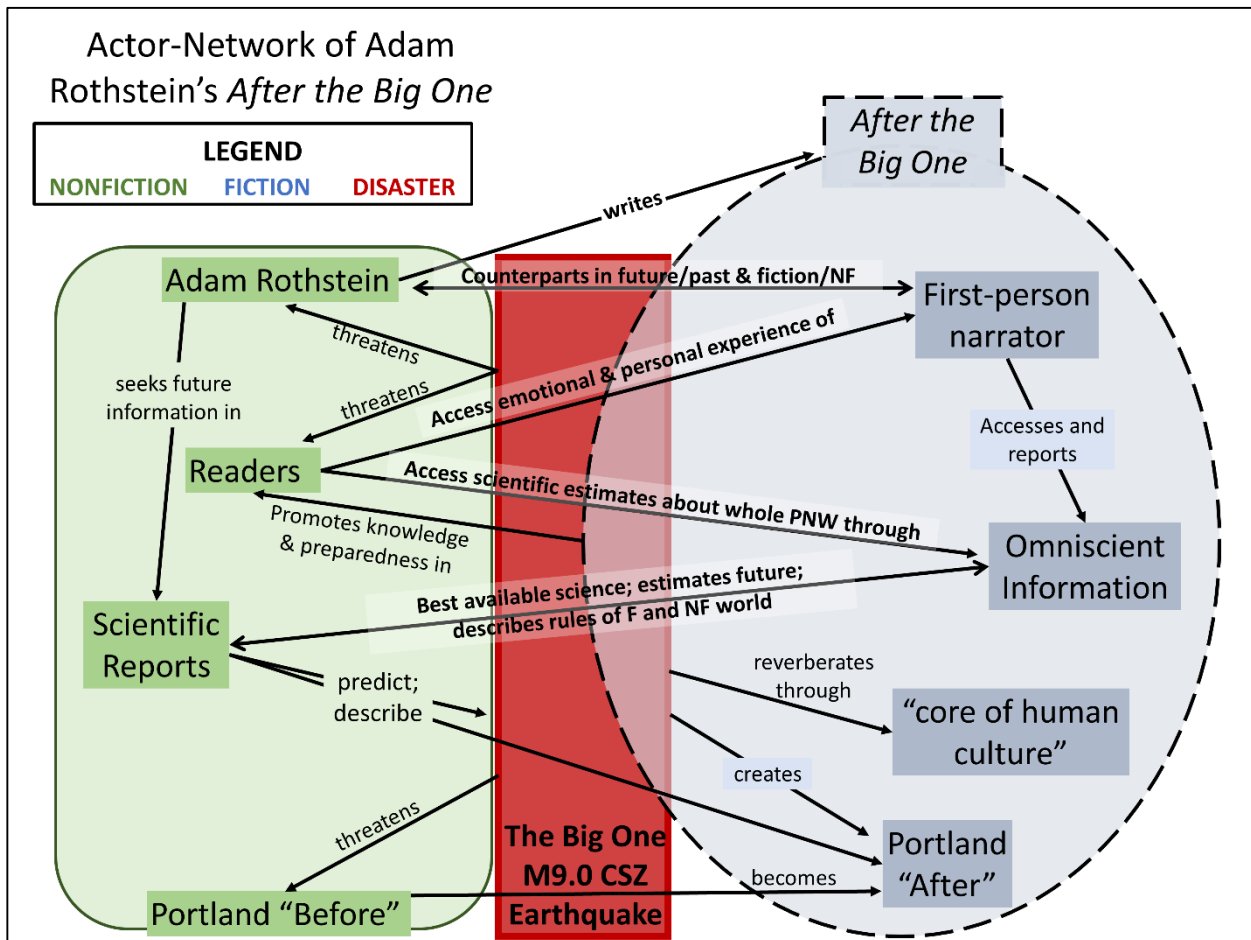 Actor-Network of Adam
Rothstein’s After the Big One
LEGEND
NONFICTION FICTION DISASTER
After the
Big One
writes
Adam Rothstein
Counterparts in future/past & fiction/NF
First-person
narrator
threatens
seeks future
information in
threatens
Access emotional & personal experience of
Accesses and
reports
Readers
Access scientific estimates about whole PNW through
Promotes knowledge
& preparedness in
Omniscient
Information
Best available science; estimates future;
describes rules of F and NF world
Scientific
Reports
predict;
describe
reverberates
through
“core of human
culture”
creates
threatens
The Big One
M9.0 CSZ
Earthquake
Portland
“After”
becomes
Portland “Before”